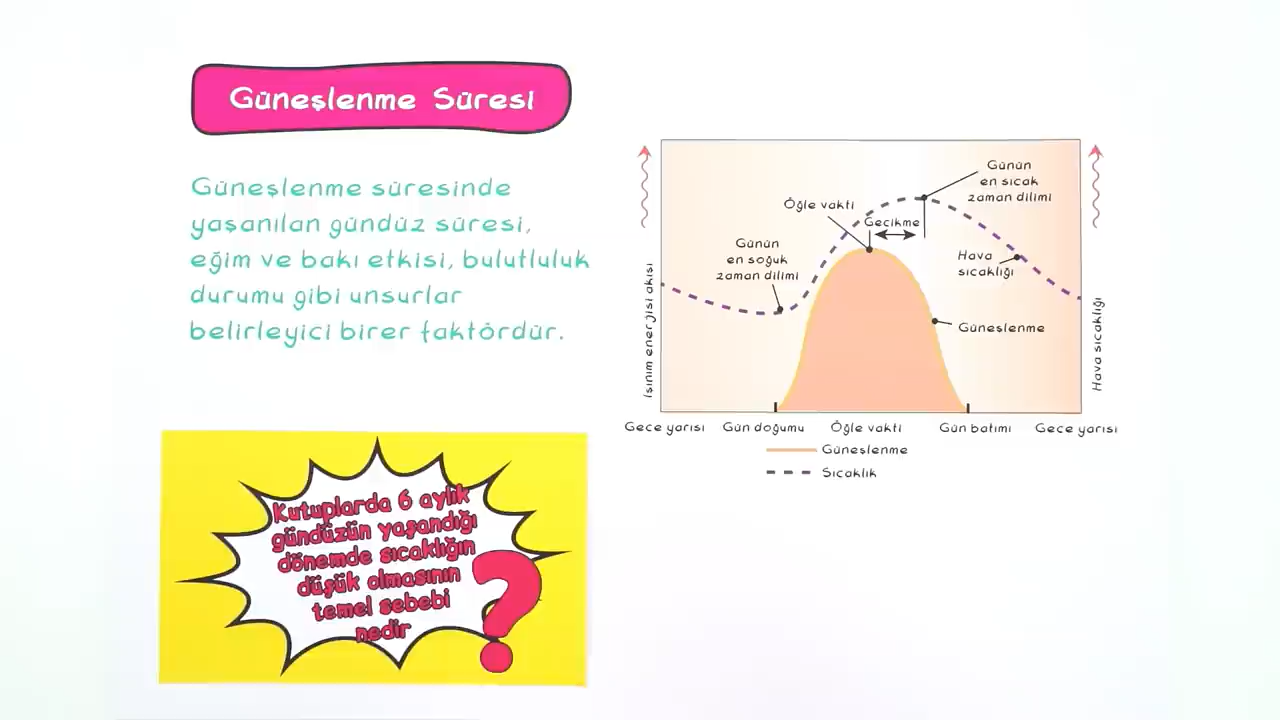 Güneşlenme Süresi
Güneşlenme süresinde
yaşanılan gündüz süresi,
eğim ve bakı etkisi, bulutluluk
durumu gibi unsurlar
belirleyici birer faktördür.
Kutuplarda 6 aylık
gündüzün yaşandığı
dönemde sıcaklığın
düşük olmasının
temel sebebi
nedir
?
Işınım enerjisi akısı
Günün
en soğuk
zaman dilimi
Öğle vakti
Gecikme
Günün
en sıcak
zaman dilimi
Hava
sıcaklığı
Güneşlenme
Hava sıcaklığı
Gece yarısı Gün doğumu Öğle vakti Gün batımı Gece yarısı
Güneşlenme
Sıcaklık